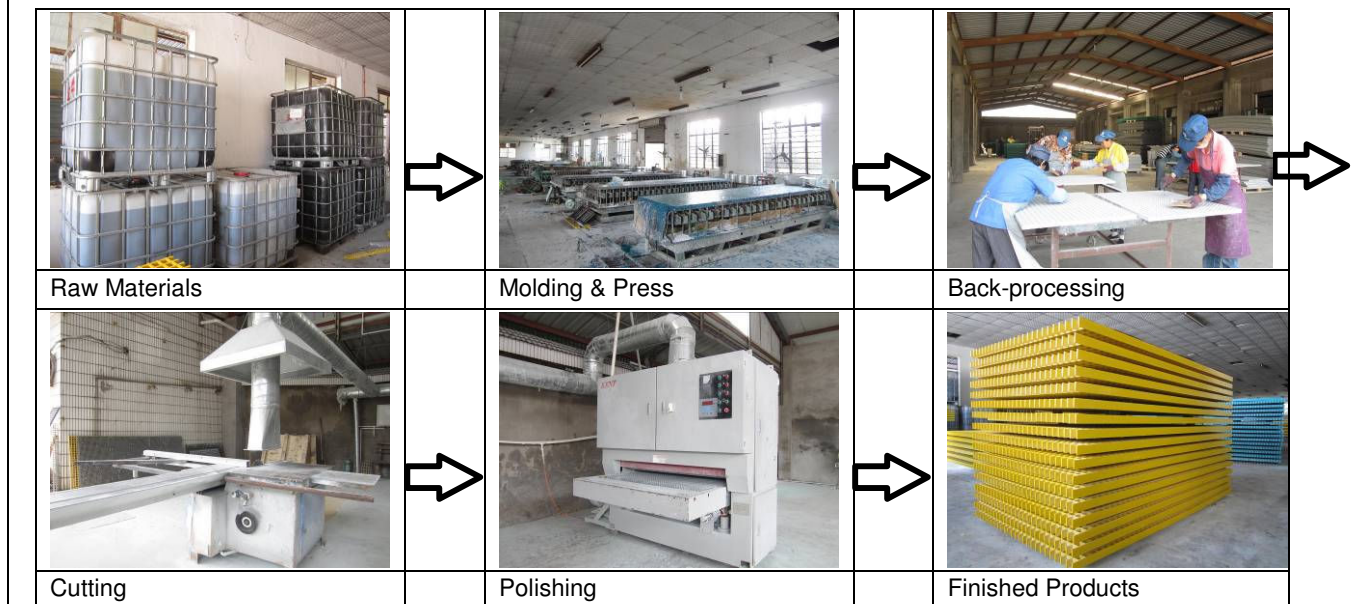 Raw Materials
Molding & Press
Back-processing
Cutting
Polishing
Finished Products